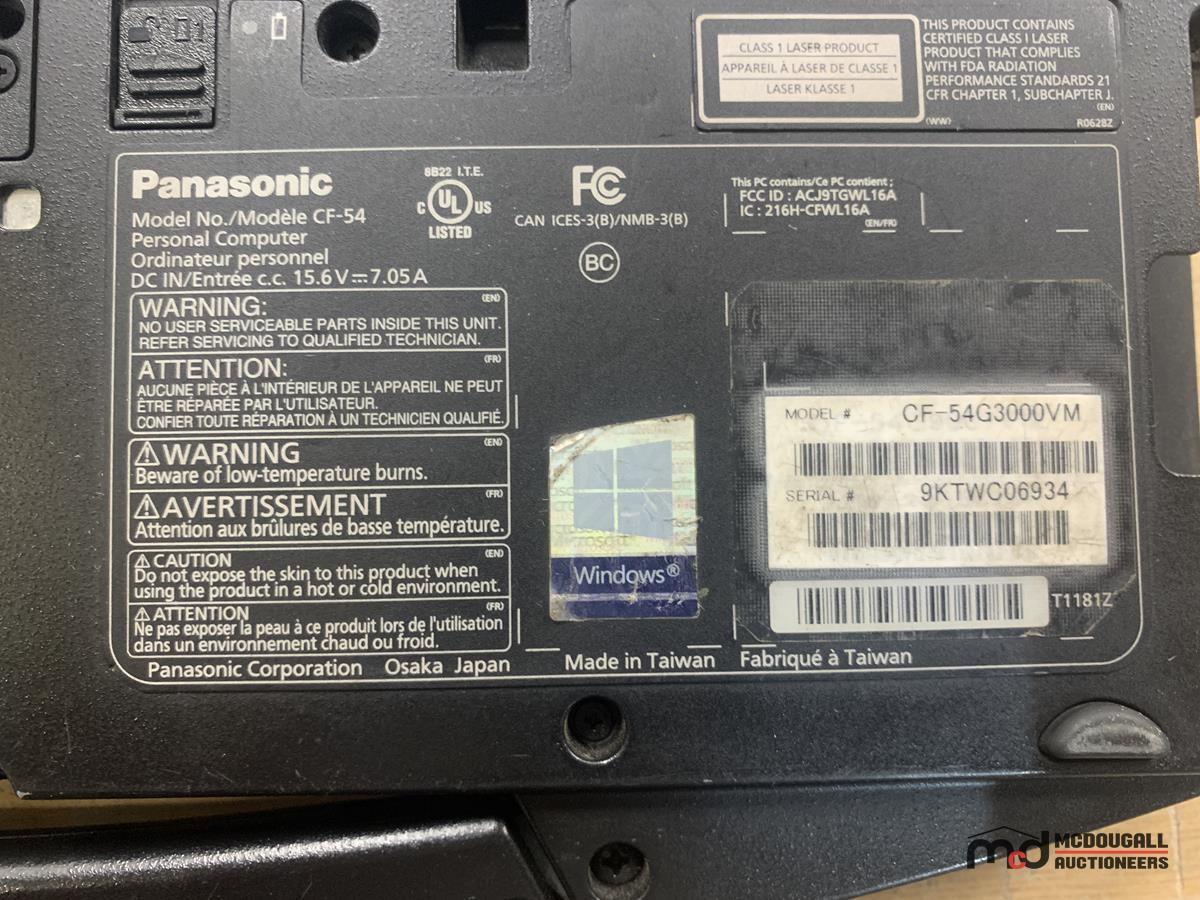 CLASS 1 LASER PRODUCT
APPAREIL À LASER DE CLASSE 1
LASER KLASSE 1
THIS PRODUCT CONTAINS
CERTIFIED CLASS I LASER
PRODUCT THAT COMPLIES
WITH FDA RADIATION
PERFORMANCE STANDARDS 21
CFR CHAPTER 1, SUBCHAPTER J.
(EN)
(WW)
R0628Z
Panasonic
Model No./Modèle CF-54
Personal Computer
Ordinateur personnel
DC IN/Entrée c.c. 15.6 V⎓7.05 A
8B22 I.T.E.
C UL US
LISTED
FC
CAN ICES-3(B)/NMB-3(B)
BC
This PC contains/Ce PC contient ;
FCC ID : ACJ9TGWL16A
IC : 216H-CFWL16A
(EN/FR)
WARNING:
(EN)
NO USER SERVICEABLE PARTS INSIDE THIS UNIT.
REFER SERVICING TO QUALIFIED TECHNICIAN.
ATTENTION:
(FR)
AUCUNE PIÈCE À L'INTÉRIEUR DE L'APPAREIL NE PEUT
ÊTRE RÉPARÉE PAR L'UTILISATEUR.
CONFIER TOUTE RÉPARATION À UN TECHNICIEN QUALIFIÉ.
⚠WARNING
(EN)
Beware of low-temperature burns.
⚠AVERTISSEMENT
(FR)
Attention aux brûlures de basse température.
⚠CAUTION
(EN)
Do not expose the skin to this product when
using the product in a hot or cold environment.
⚠ATTENTION
(FR)
Ne pas exposer la peau à ce produit lors de l'utilisation
dans un environnement chaud ou froid.
Windows®
MODEL # CF-54G3000VM
SERIAL # 9KTWC06934
T1181Z
Panasonic Corporation Osaka Japan
Made in Taiwan Fabriqué à Taiwan
mcd MCDOUGALL
AUCTIONEERS